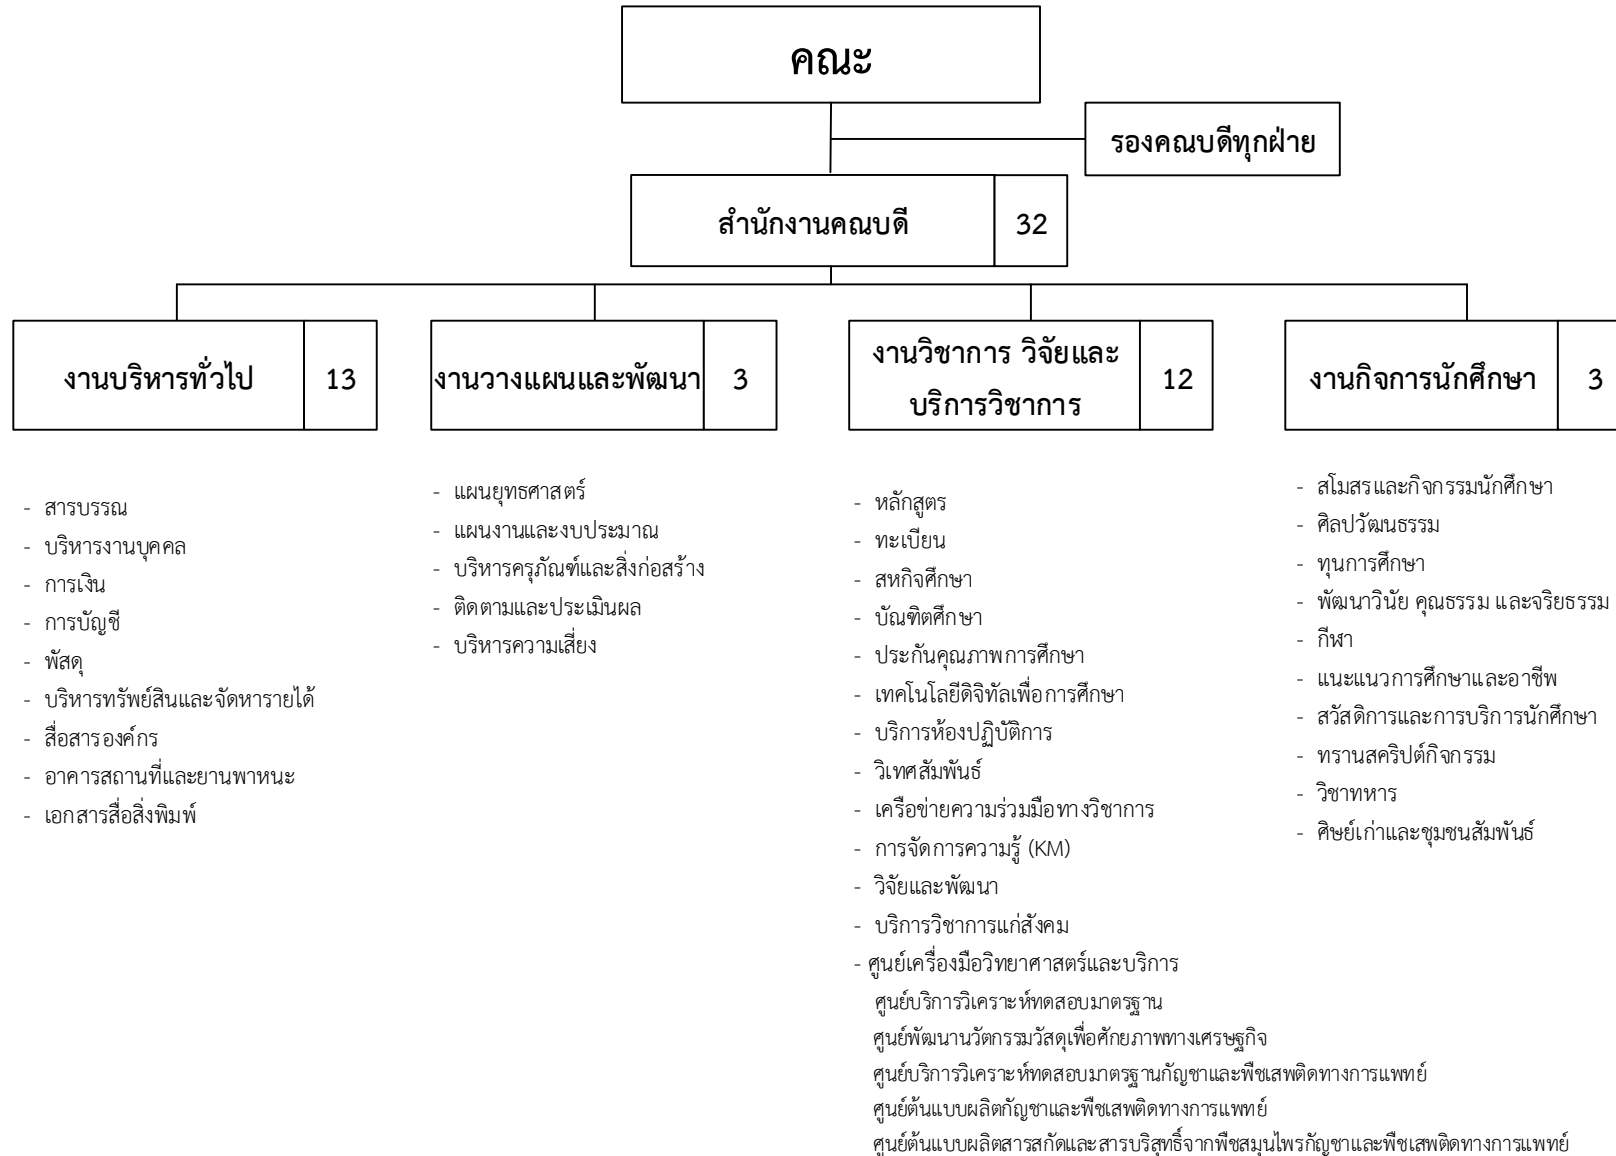 คณะ
รองคณบดีทุกฝ่าย
สำนักงานคณบดี 32
งานบริหารทั่วไป 13
- สารบรรณ
- บริหารงานบุคคล
- การเงิน
- การบัญชี
- พัสดุ
- บริหารทรัพย์สินและจัดหารายได้
- สื่อสารองค์กร
- อาคารสถานที่และยานพาหนะ
- เอกสารสื่อสิ่งพิมพ์
งานวางแผนและพัฒนา 3
- แผนยุทธศาสตร์
- แผนงานและงบประมาณ
- บริหารครุภัณฑ์และสิ่งก่อสร้าง
- ติดตามและประเมินผล
- บริหารความเสี่ยง
งานวิชาการ วิจัยและ
บริการวิชาการ 12
- หลักสูตร
- ทะเบียน
- สหกิจศึกษา
- บัณฑิตศึกษา
- ประกันคุณภาพการศึกษา
- เทคโนโลยีดิจิทัลเพื่อการศึกษา
- บริการห้องปฏิบัติการ
- วิเทศสัมพันธ์
- เครือข่ายความร่วมมือทางวิชาการ
- การจัดการความรู้ (KM)
- วิจัยและพัฒนา
- บริการวิชาการแก่สังคม
- ศูนย์เครื่องมือวิทยาศาสตร์และบริการ
ศูนย์บริการวิเคราะห์ทดสอบมาตรฐาน
ศูนย์พัฒนานวัตกรรมวัสดุเพื่อศักยภาพทางเศรษฐกิจ
ศูนย์บริการวิเคราะห์ทดสอบมาตรฐานกัญชาและพืชเสพติดทางการแพทย์
ศูนย์ต้นแบบผลิตกัญชาและพืชเสพติดทางการแพทย์
ศูนย์ต้นแบบผลิตสารสกัดและสารบริสุทธิ์จากพืชสมุนไพรกัญชาและพืชเสพติดทางการแพทย์
งานกิจการนักศึกษา 3
- สโมสรและกิจกรรมนักศึกษา
- ศิลปวัฒนธรรม
- ทุนการศึกษา
- พัฒนาวินัย คุณธรรม และจริยธรรม
- กีฬา
- แนะแนวการศึกษาและอาชีพ
- สวัสดิการและการบริการนักศึกษา
- ทรานสคริปต์กิจกรรม
- วิชาทหาร
- ศิษย์เก่าและชุมชนสัมพันธ์